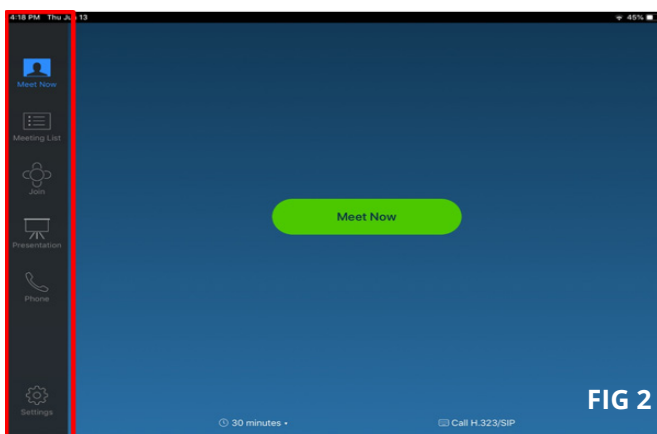 4:18 PM Thu Jun 13
45%
Meet Now
Meeting List
Join
Presentation
Phone
Settings
Meet Now
30 minutes
Call H.323/SIP
FIG 2